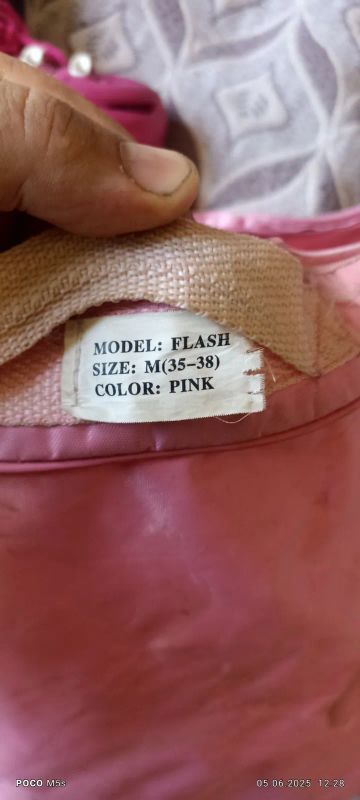 MODEL: FLASH
SIZE: M(35-38)
COLOR: PINK
POCO M5s
05.06.2025 12:28